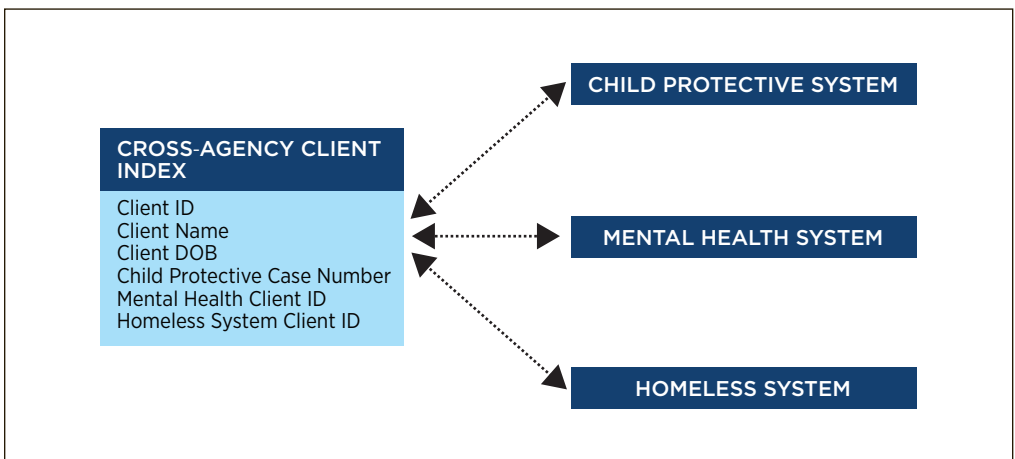 CROSS-AGENCY CLIENT
INDEX
Client ID
Client Name
Client DOB
Child Protective Case Number
Mental Health Client ID
Homeless System Client ID
CHILD PROTECTIVE SYSTEM
MENTAL HEALTH SYSTEM
HOMELESS SYSTEM